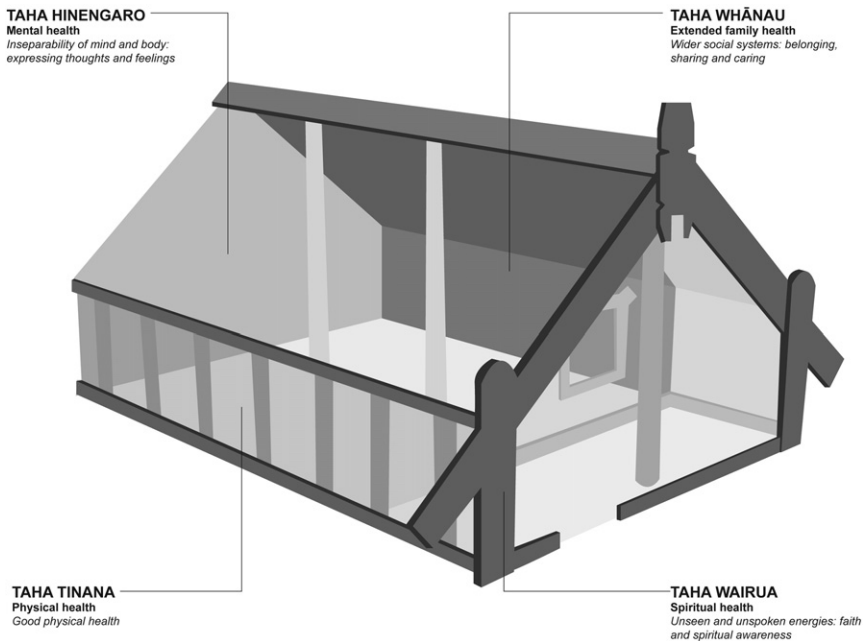 TAHA HINENGARO
Mental health
Inseparability of mind and body:
expressing thoughts and feelings
TAHA WHĀNAU
Extended family health
Wider social systems: belonging,
sharing and caring
TAHA TINANA
Physical health
Good physical health
TAHA WAIRUA
Spiritual health
Unseen and unspoken energies: faith
and spiritual awareness